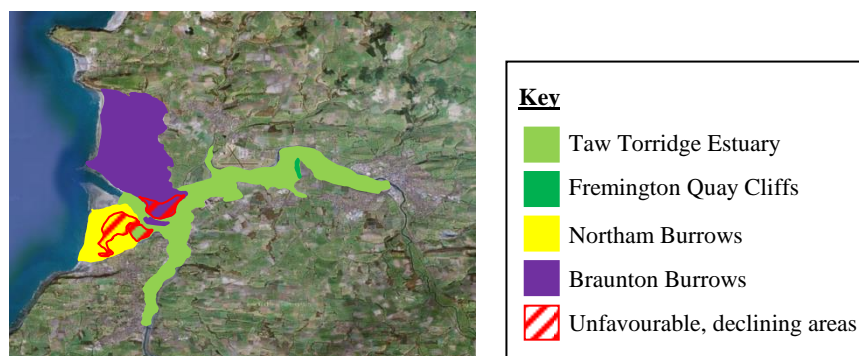 Key
Taw Torridge Estuary
Fremington Quay Cliffs
Northam Burrows
Braunton Burrows
Unfavourable, declining areas